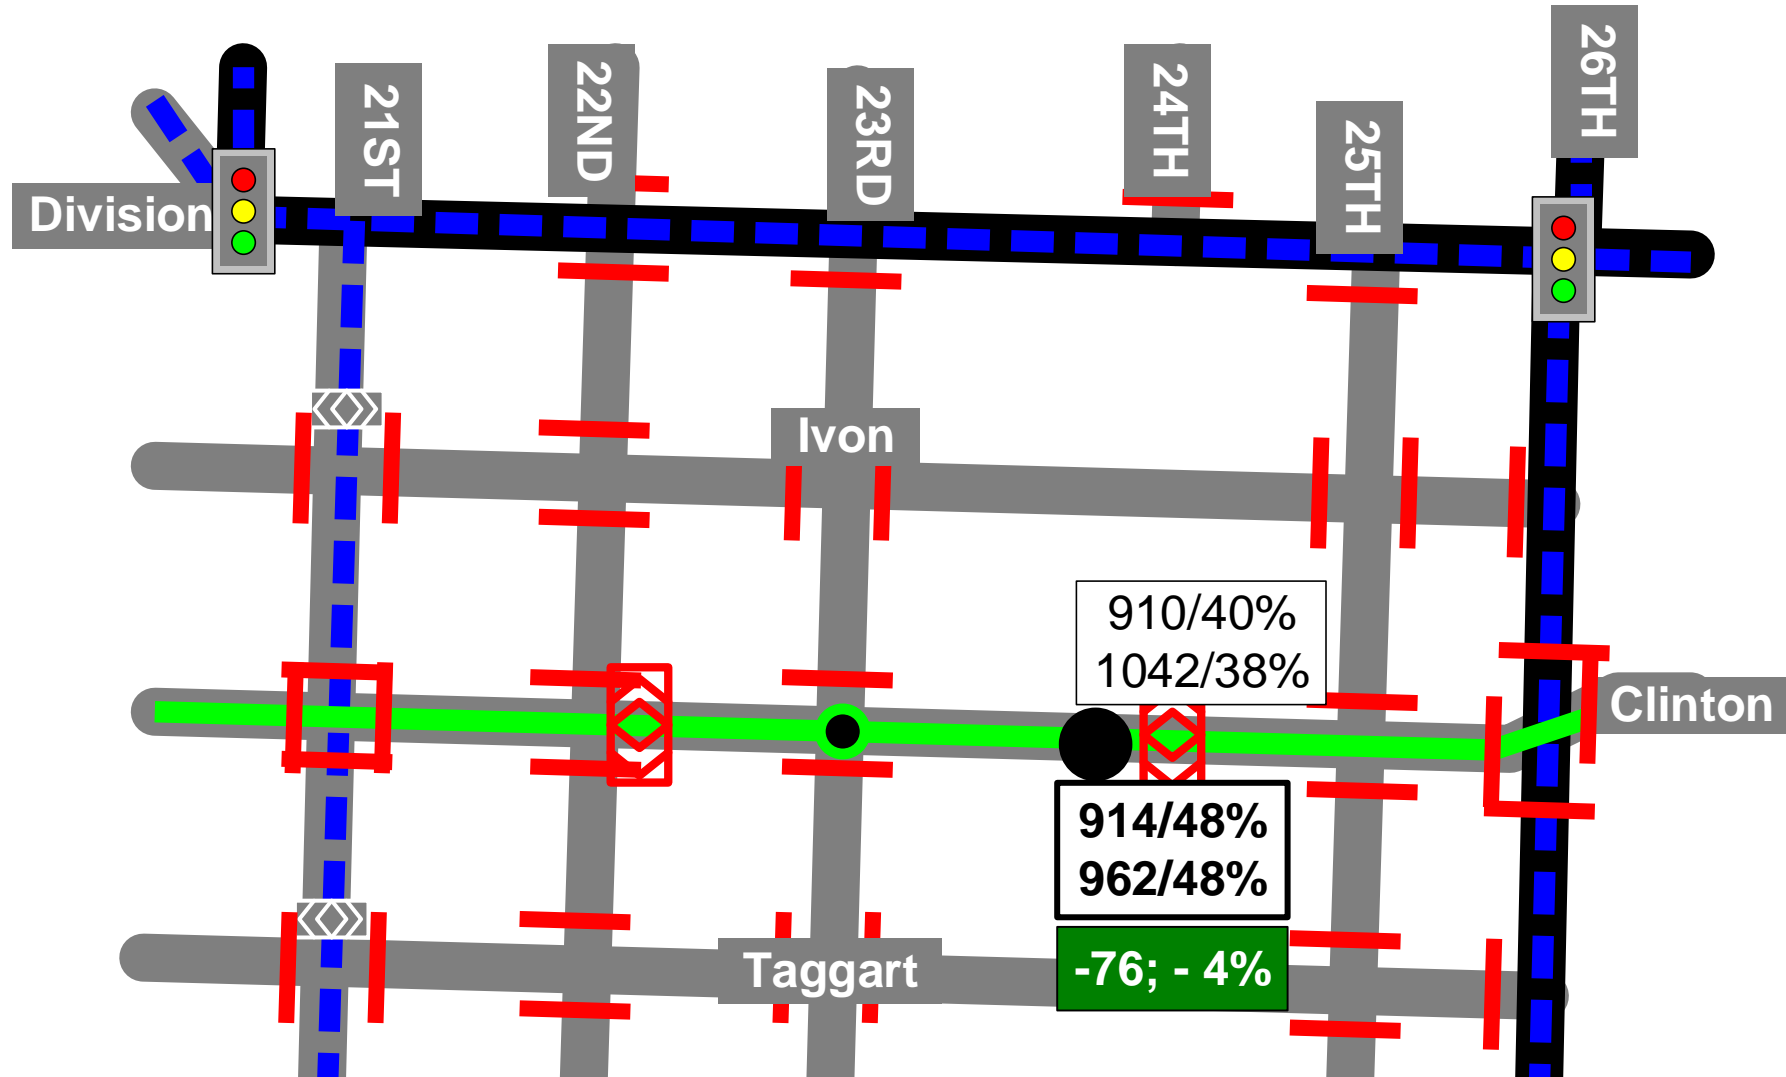 21ST
22ND
23RD
24TH
25TH
26TH
Division
Ivon
910/40%
1042/38%
Clinton
914/48%
962/48%
Taggart
-76; - 4%